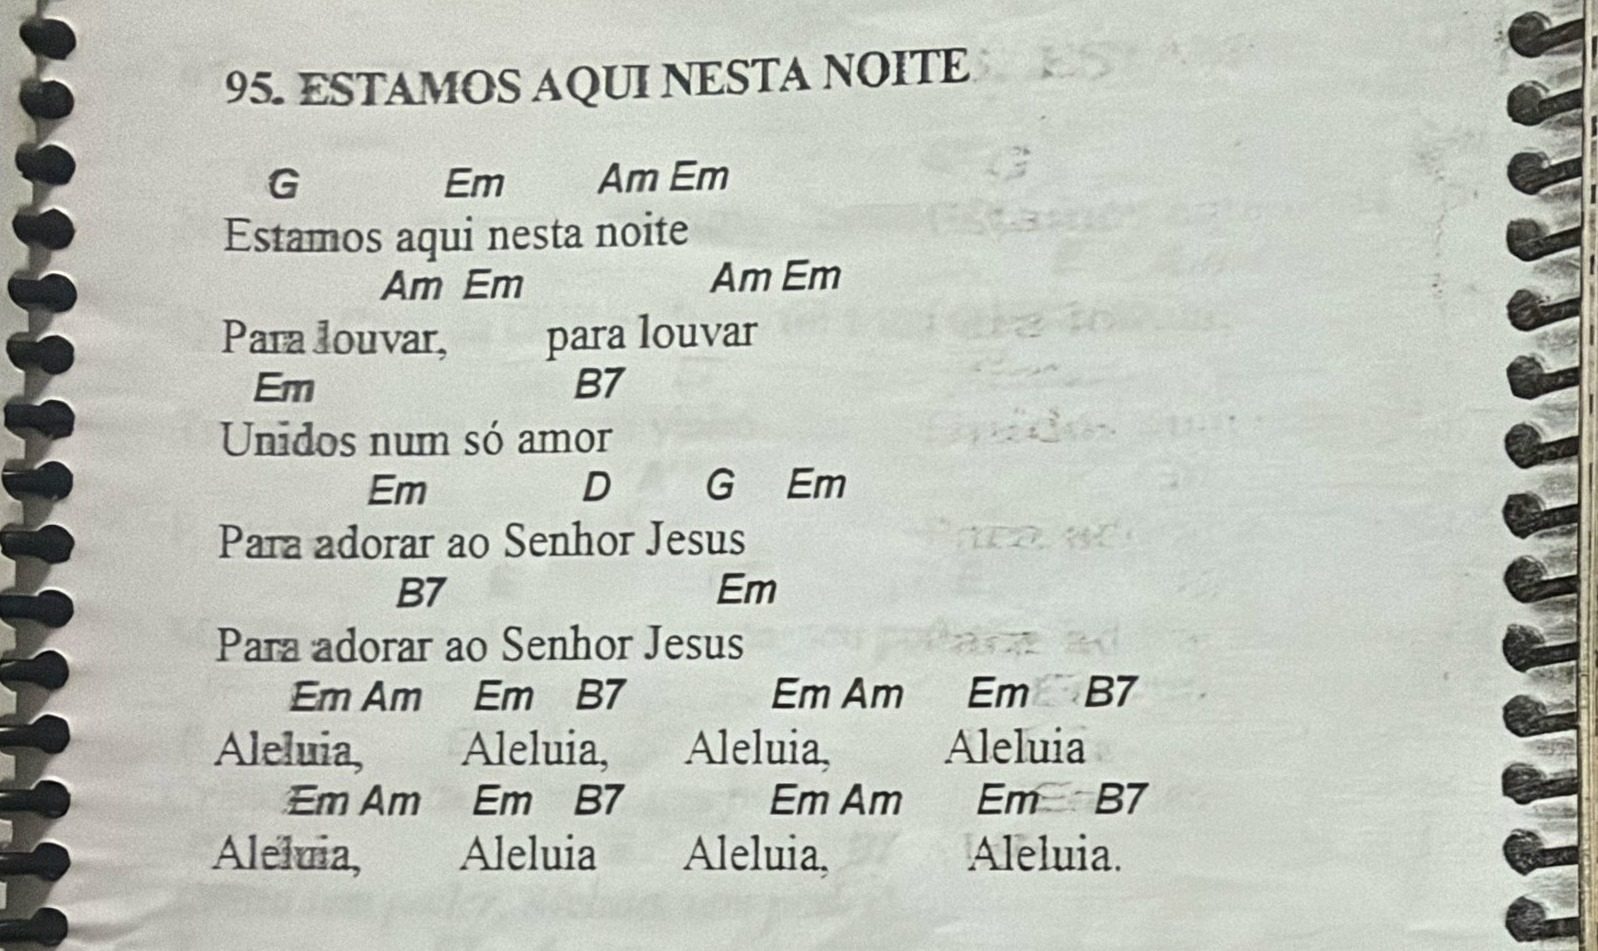 95. ESTAMOS AQUI NESTA NOITE
G Em Am Em
Estamos aqui nesta noite
Am Em Am Em
Para louvar, para louvar
Em B7
Unidos num só amor
Em D G Em
Para adorar ao Senhor Jesus
B7 Em
Para adorar ao Senhor Jesus
Em Am Em B7 Em Am Em B7
Aleluia, Aleluia, Aleluia, Aleluia
Em Am Em B7 Em Am Em B7
Aleluia, Aleluia Aleluia, Aleluia.